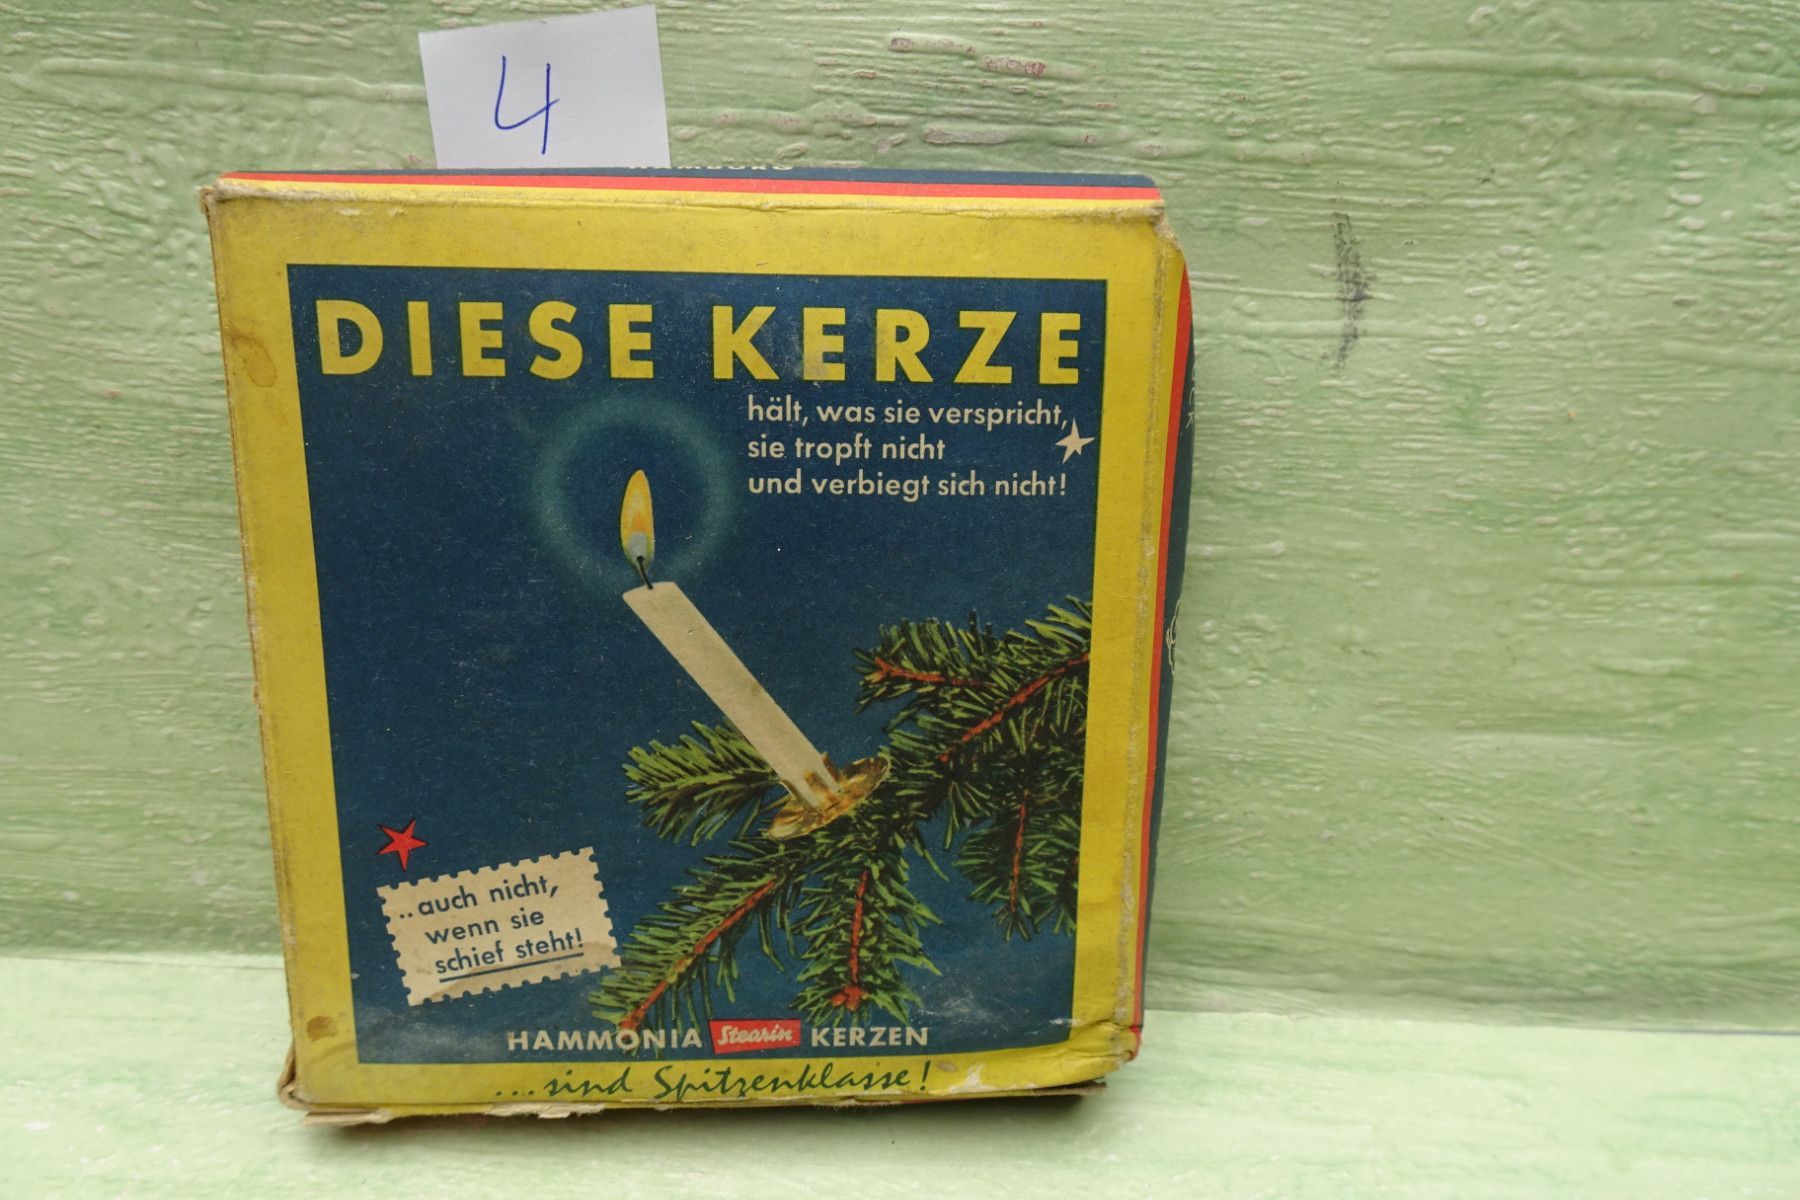 4
HAMBURG
DIESE KERZE
hält, was sie verspricht,
sie tropft nicht
und verbiegt sich nicht!
..auch nicht,
wenn sie
schief steht!
HAMMONIA Stearin KERZEN
...sind Spitzenklasse!